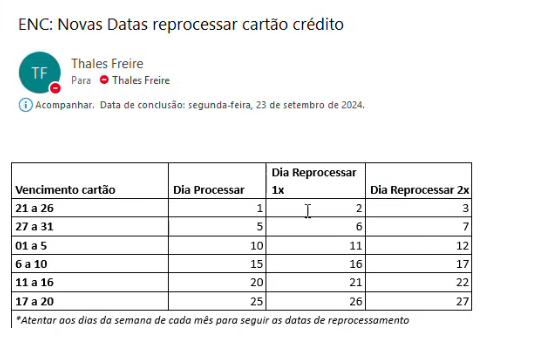 ENC: Novas Datas reprocessar cartão crédito
TF
Thales Freire
Para Thales Freire
Acompanhar. Data de conclusão: segunda-feira, 23 de setembro de 2024.
Vencimento cartão Dia Processar Dia Reprocessar 1x Dia Reprocessar 2x
21 a 26 1 2 3
27 a 31 5 6 7
01 a 5 10 11 12
6 a 10 15 16 17
11 a 16 20 21 22
17 a 20 25 26 27
*Atentar aos dias da semana de cada mês para seguir as datas de reprocessamento